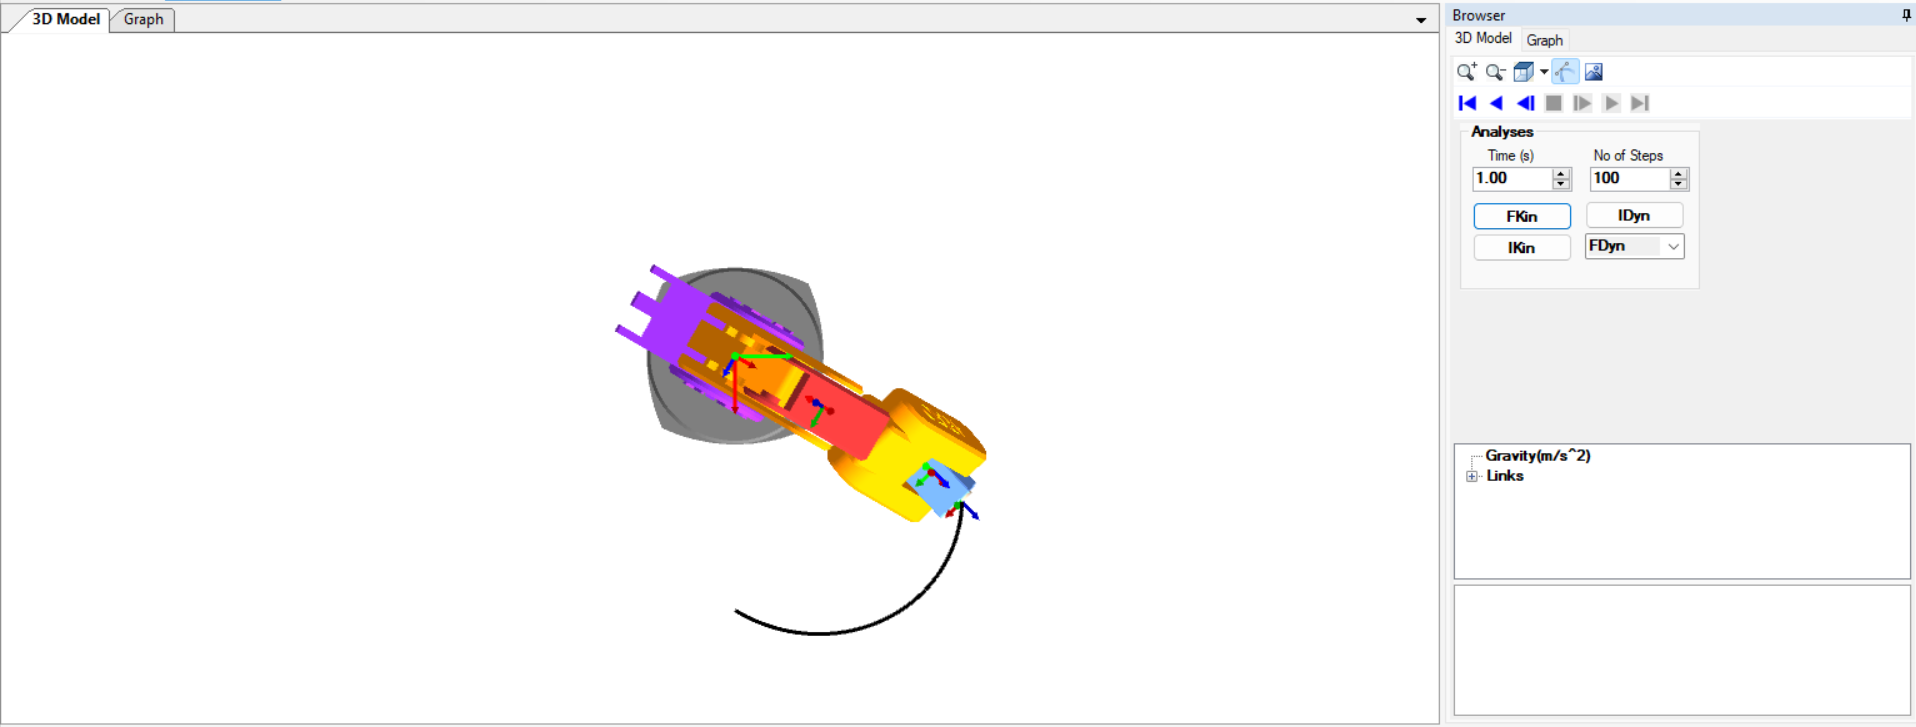 3D Model Graph
Browser
3D Model Graph
Analyses
Time (s) No of Steps
1.00 100
FKin IDyn
IKin FDyn
Gravity(m/s^2)
Links